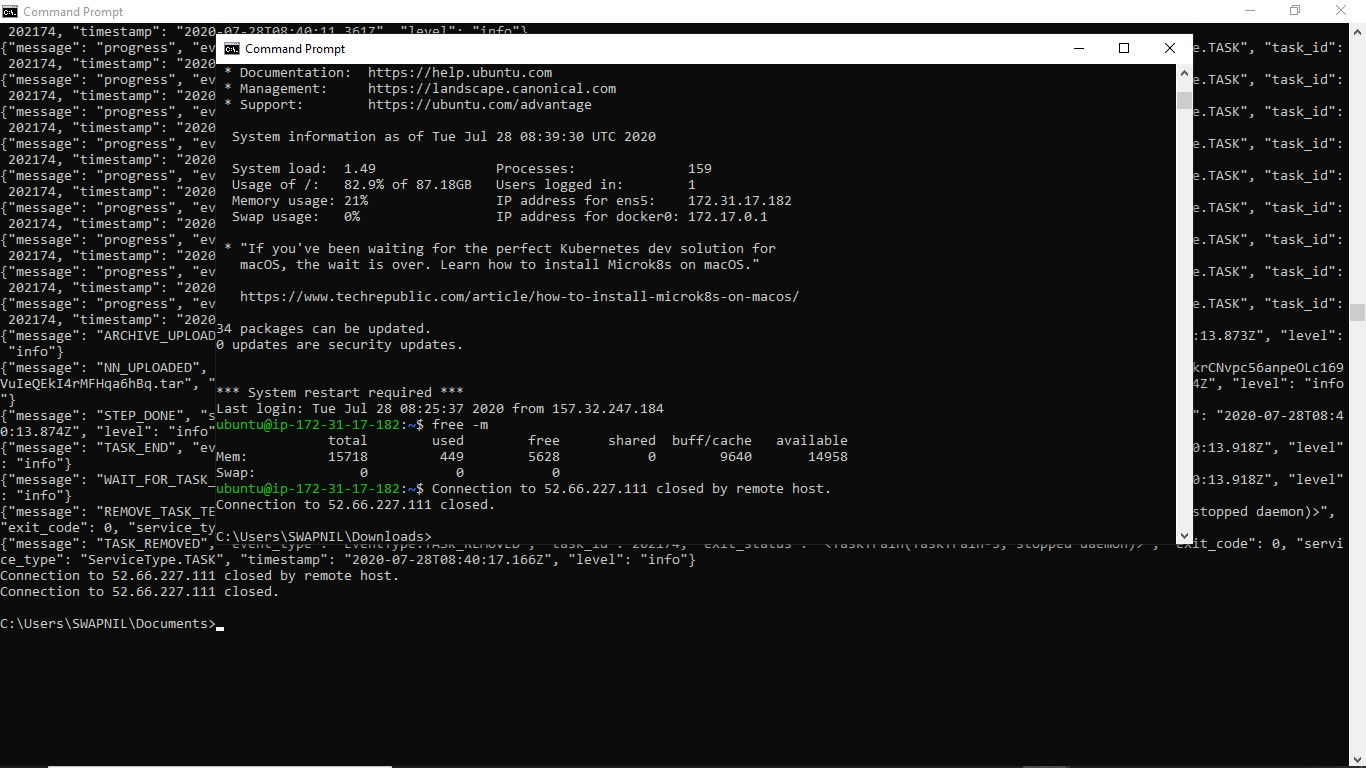 Command Prompt
202174, "timestamp": "2020-07-28T08:40:11.361Z", "level": "info"}
{"message": "progress", "ev
e.TASK", "task_id":
202174, "timestamp": "2020
{"message": "progress", "ev
e.TASK", "task_id":
202174, "timestamp": "2020
{"message": "progress", "ev
e.TASK", "task_id":
202174, "timestamp": "2020
{"message": "progress", "ev
e.TASK", "task_id":
202174, "timestamp": "2020
{"message": "progress", "ev
e.TASK", "task_id":
202174, "timestamp": "2020
{"message": "progress", "ev
e.TASK", "task_id":
202174, "timestamp": "2020
{"message": "progress", "ev
e.TASK", "task_id":
202174, "timestamp": "2020
{"message": "progress", "ev
e.TASK", "task_id":
202174, "timestamp": "2020
{"message": "progress", "ev
e.TASK", "task_id":
202174, "timestamp": "2020
{"message": "ARCHIVE_UPLOAD
:13.873Z", "level":
"info"}
{"message": "NN_UPLOADED",
krCNvpc56anpeOLc169
VuIeQEkI4rMFHqa6hBq.tar", "
4Z", "level": "info
"}
{"message": "STEP_DONE", "s
": "2020-07-28T08:4
0:13.874Z", "level": "info"
{"message": "TASK_END", "ev
0:13.918Z", "level"
: "info"}
{"message": "WAIT_FOR_TASK_
0:13.918Z", "level"
: "info"}
{"message": "REMOVE_TASK_TE
stopped daemon)>",
"exit_code": 0, "service_ty
{"message": "TASK_REMOVED", "event_type": "EventType.TASK_REMOVED", "task_id": 202174, "exit_status": "<TaskTrain(TaskTrain-3, stopped daemon)>", "exit_code": 0, "servi
ce_type": "ServiceType.TASK", "timestamp": "2020-07-28T08:40:17.166Z", "level": "info"}
Connection to 52.66.227.111 closed by remote host.
Connection to 52.66.227.111 closed.
C:\Users\SWAPNIL\Documents>
Command Prompt
* Documentation:  https://help.ubuntu.com
* Management:     https://landscape.canonical.com
* Support:        https://ubuntu.com/advantage
System information as of Tue Jul 28 08:39:30 UTC 2020
System load:  1.49               Processes:              159
Usage of /:   82.9% of 87.18GB   Users logged in:        1
Memory usage: 21%                IP address for ens5:    172.31.17.182
Swap usage:   0%                 IP address for docker0: 172.17.0.1
* "If you've been waiting for the perfect Kubernetes dev solution for
macOS, the wait is over. Learn how to install Microk8s on macOS."
https://www.techrepublic.com/article/how-to-install-microk8s-on-macos/
34 packages can be updated.
0 updates are security updates.
*** System restart required ***
Last login: Tue Jul 28 08:25:37 2020 from 157.32.247.184
ubuntu@ip-172-31-17-182:~$ free -m
total        used        free      shared  buff/cache   available
Mem:          15718         449        5628           0        9640       14958
Swap:             0           0           0
ubuntu@ip-172-31-17-182:~$ Connection to 52.66.227.111 closed by remote host.
Connection to 52.66.227.111 closed.
C:\Users\SWAPNIL\Downloads>